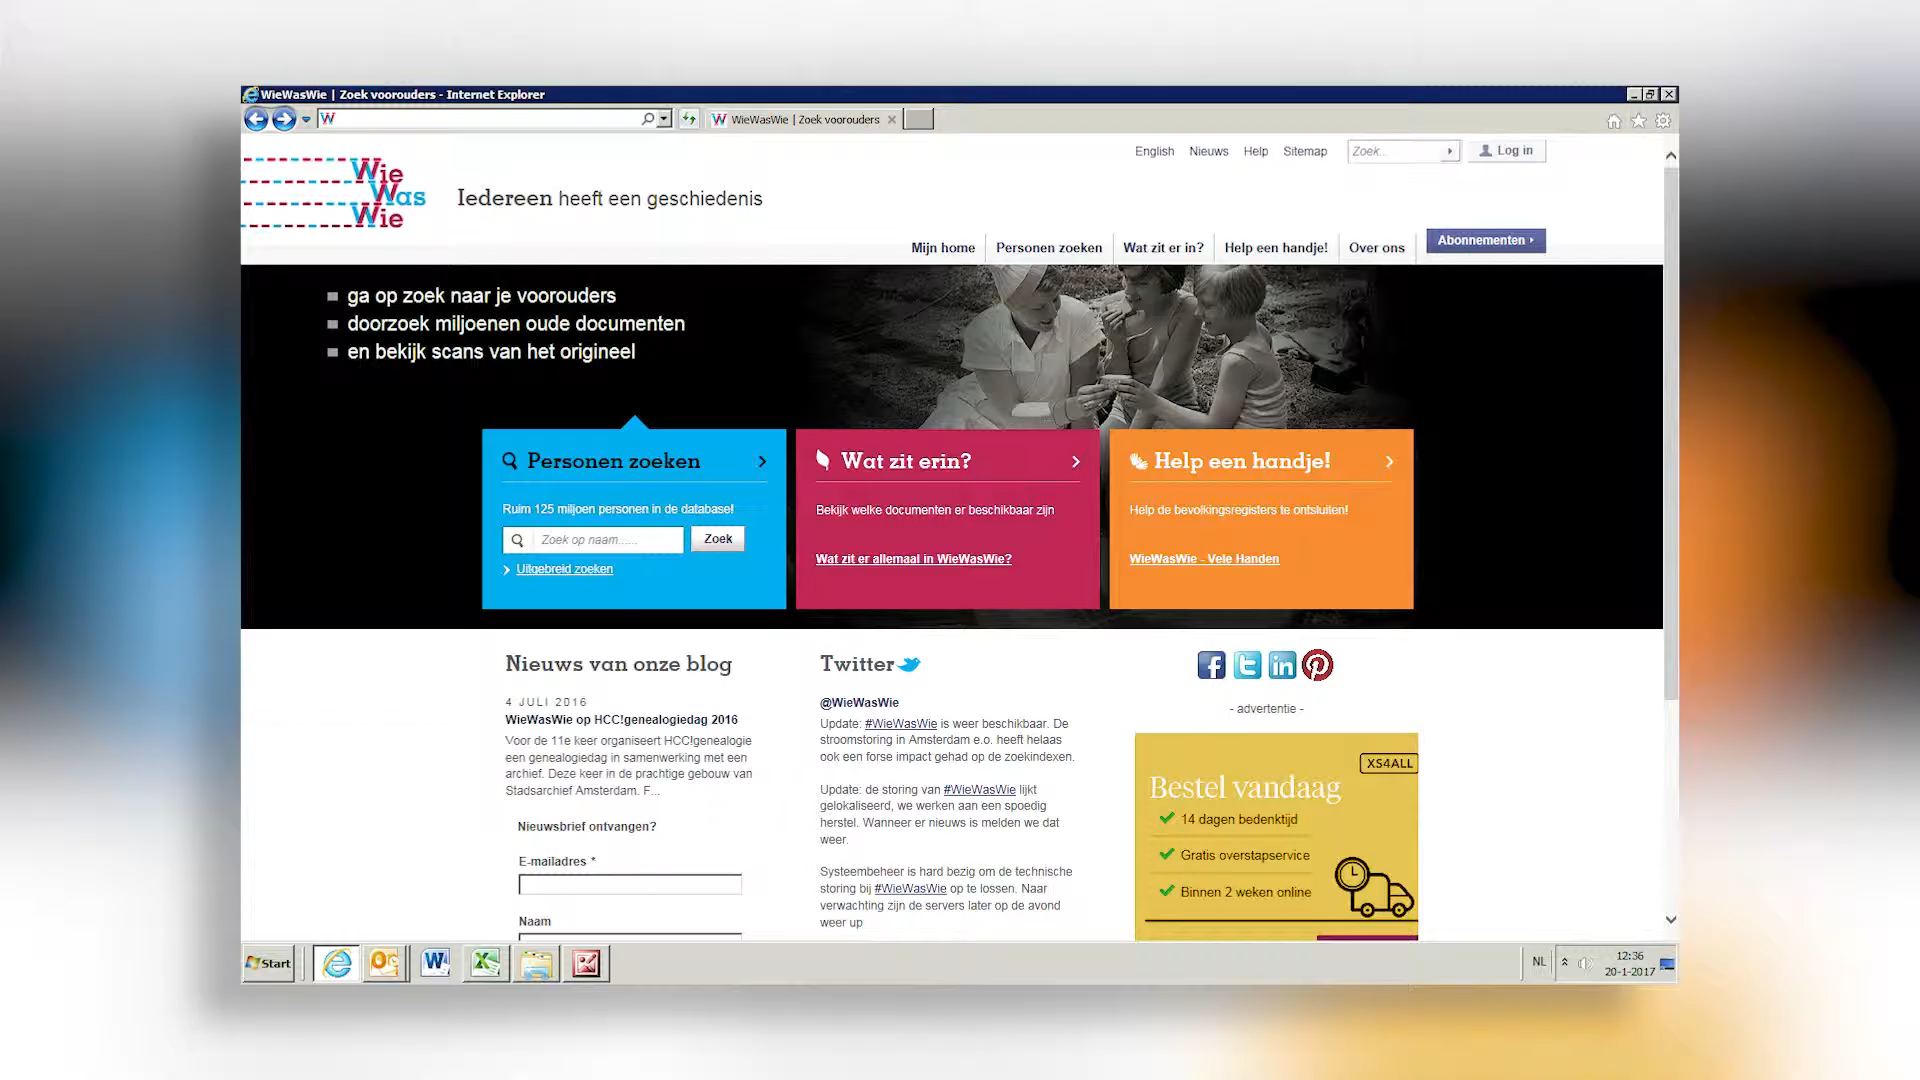 WieWasWie | Zoek voorouders - Internet Explorer
W
WieWasWie | Zoek voorouders
English Nieuws Help Sitemap Zoek... Log in
Wie
Was
Wie
Iedereen heeft een geschiedenis
Mijn home Personen zoeken Wat zit er in? Help een handje! Over ons Abonnementen
ga op zoek naar je voorouders
doorzoek miljoenen oude documenten
en bekijk scans van het origineel
Personen zoeken
Ruim 125 miljoen personen in de database!
Zoek op naam...... Zoek
Uitgebreid zoeken
Wat zit erin?
Bekijk welke documenten er beschikbaar zijn
Wat zit er allemaal in WieWasWie?
Help een handje!
Help de bevolkingsregisters te ontsluiten!
WieWasWie - Vele Handen
Nieuws van onze blog
4 JULI 2016
WieWasWie op HCC!genealogiedag 2016
Voor de 11e keer organiseert HCC!genealogie
een genealogiedag in samenwerking met een
archief. Deze keer in de prachtige gebouw van
Stadsarchief Amsterdam. F...
Nieuwsbrief ontvangen?
E-mailadres *
Naam
Twitter
@WieWasWie
Update: #WieWasWie is weer beschikbaar. De
stroomstoring in Amsterdam e.o. heeft helaas
ook een forse impact gehad op de zoekindexen.
Update: de storing van #WieWasWie lijkt
gelokaliseerd, we werken aan een spoedig
herstel. Wanneer er nieuws is melden we dat
weer.
Systeembeheer is hard bezig om de technische
storing bij #WieWasWie op te lossen. Naar
verwachting zijn de servers later op de avond
weer up
- advertentie -
XS4ALL
Bestel vandaag
14 dagen bedenktijd
Gratis overstapservice
Binnen 2 weken online
Start
NL
12:36
20-1-2017